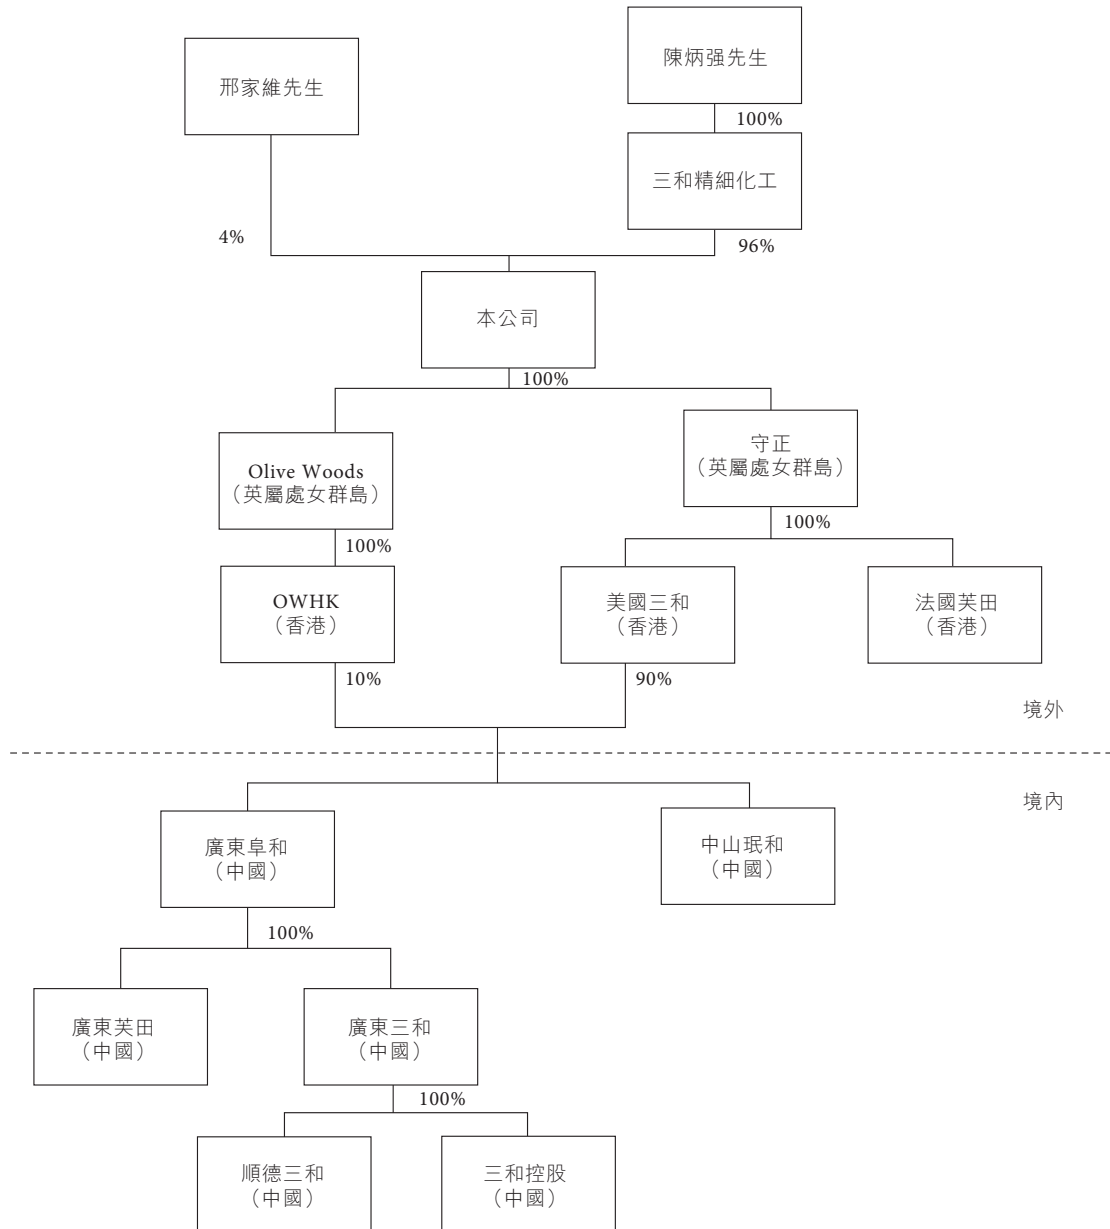 陳炳强先生
邢家維先生
100%
三和精細化工
4%
96%
本公司
100%
守正
（英屬處女群島）
Olive Woods
（英屬處女群島）
100%
100%
OWHK
（香港）
美國三和
（香港）
法國芙田
（香港）
10%
90%
境外
境內
廣東阜和
（中國）
中山珉和
（中國）
100%
廣東芙田
（中國）
廣東三和
（中國）
100%
順德三和
（中國）
三和控股
（中國）